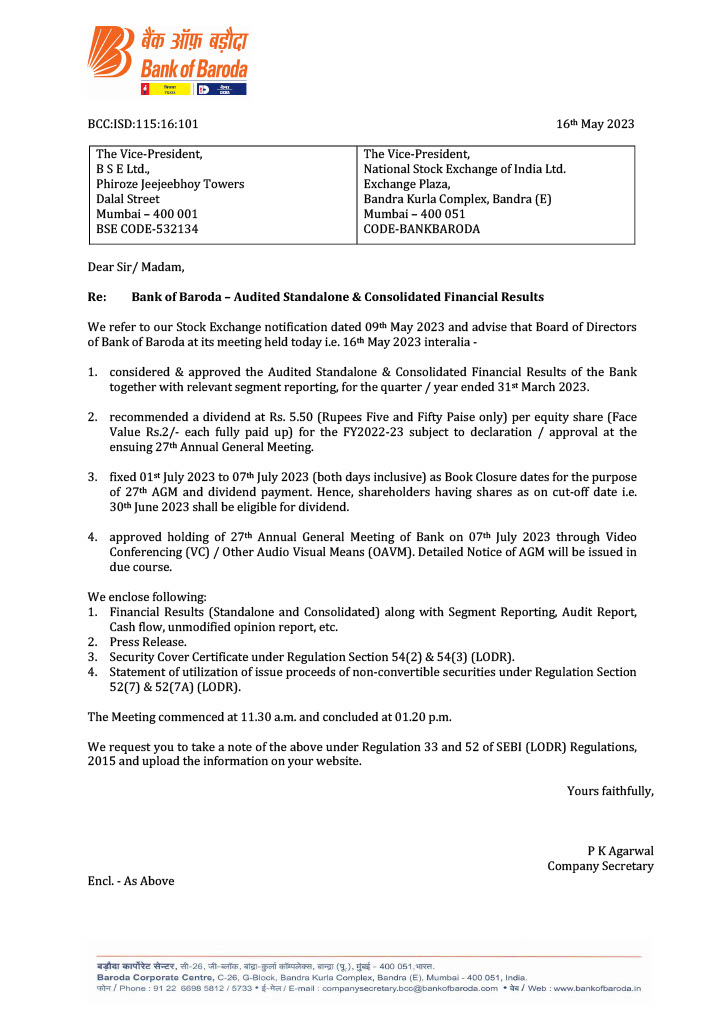 बैंक ऑफ़ बड़ौदा
Bank of Baroda
विजया
VIJAYA
देना
DENA
BCC:ISD:115:16:101 16th May 2023
The Vice-President,
B S E Ltd.,
Phiroze Jeejeebhoy Towers
Dalal Street
Mumbai – 400 001
BSE CODE-532134
The Vice-President,
National Stock Exchange of India Ltd.
Exchange Plaza,
Bandra Kurla Complex, Bandra (E)
Mumbai – 400 051
CODE-BANKBARODA
Dear Sir/ Madam,
Re: Bank of Baroda – Audited Standalone & Consolidated Financial Results
We refer to our Stock Exchange notification dated 09th May 2023 and advise that Board of Directors
of Bank of Baroda at its meeting held today i.e. 16th May 2023 interalia -
1. considered & approved the Audited Standalone & Consolidated Financial Results of the Bank
together with relevant segment reporting, for the quarter / year ended 31st March 2023.
2. recommended a dividend at Rs. 5.50 (Rupees Five and Fifty Paise only) per equity share (Face
Value Rs.2/- each fully paid up) for the FY2022-23 subject to declaration / approval at the
ensuing 27th Annual General Meeting.
3. fixed 01st July 2023 to 07th July 2023 (both days inclusive) as Book Closure dates for the purpose
of 27th AGM and dividend payment. Hence, shareholders having shares as on cut-off date i.e.
30th June 2023 shall be eligible for dividend.
4. approved holding of 27th Annual General Meeting of Bank on 07th July 2023 through Video
Conferencing (VC) / Other Audio Visual Means (OAVM). Detailed Notice of AGM will be issued in
due course.
We enclose following:
1. Financial Results (Standalone and Consolidated) along with Segment Reporting, Audit Report,
Cash flow, unmodified opinion report, etc.
2. Press Release.
3. Security Cover Certificate under Regulation Section 54(2) & 54(3) (LODR).
4. Statement of utilization of issue proceeds of non-convertible securities under Regulation Section
52(7) & 52(7A) (LODR).
The Meeting commenced at 11.30 a.m. and concluded at 01.20 p.m.
We request you to take a note of the above under Regulation 33 and 52 of SEBI (LODR) Regulations,
2015 and upload the information on your website.
Yours faithfully,
P K Agarwal
Company Secretary
Encl. - As Above
बड़ौदा कार्पोरेट सेन्टर, सी-26, जी-ब्लॉक, बांद्रा-कुर्ला कॉम्पलेक्स, बान्द्रा (पू.), मुंबई - 400 051,भारत.
Baroda Corporate Centre, C-26, G-Block, Bandra Kurla Complex, Bandra (E), Mumbai - 400 051, India.
फोन / Phone : 91 22 6698 5812 / 5733 • ई-मेल / E-mail : companysecretary.bcc@bankofbaroda.com • वेब / Web : www.bankofbaroda.in